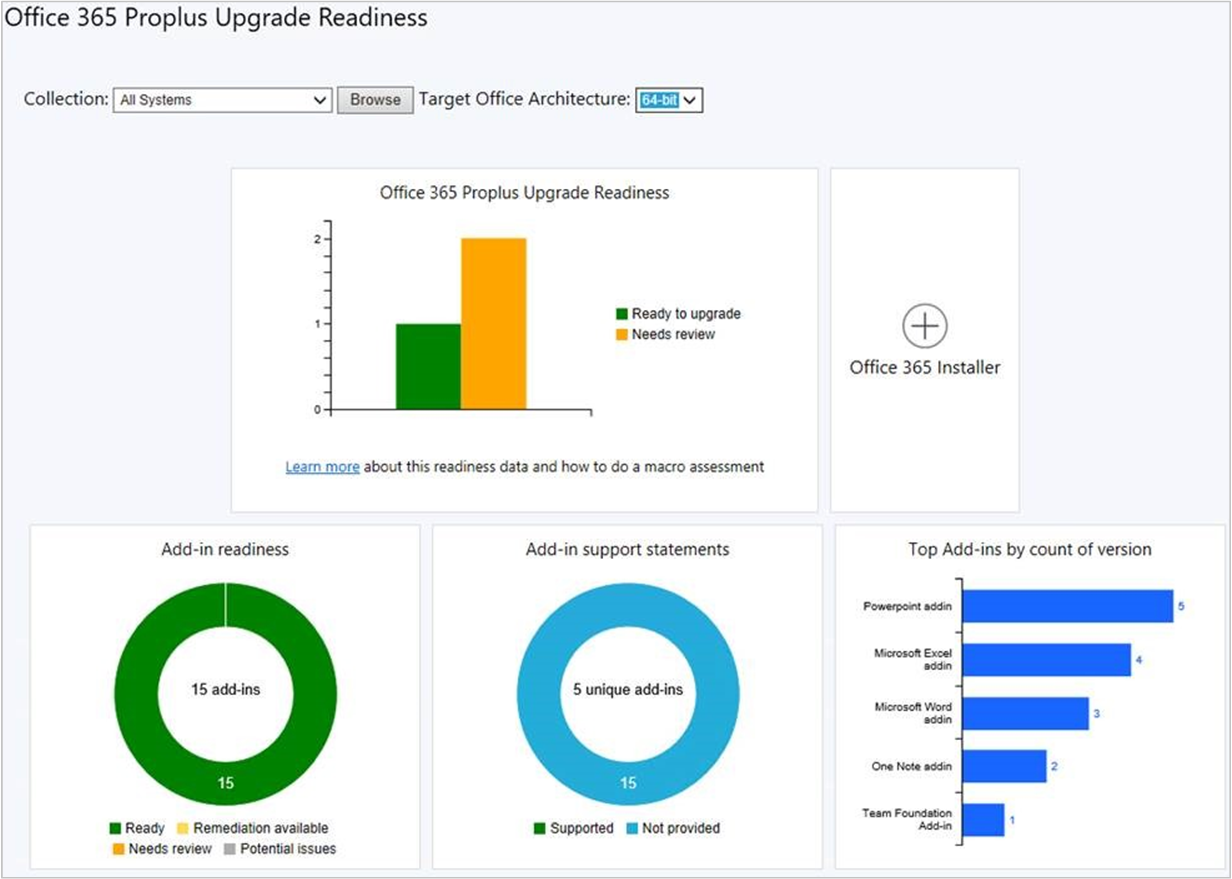 Office 365 Proplus Upgrade Readiness
Collection: All Systems Browse Target Office Architecture: 64-bit
Office 365 Proplus Upgrade Readiness
2
1
0
Ready to upgrade
Needs review
Learn more about this readiness data and how to do a macro assessment
Office 365 Installer
Add-in readiness
15 add-ins
15
Ready Remediation available
Needs review Potential issues
Add-in support statements
5 unique add-ins
15
Supported Not provided
Top Add-ins by count of version
Powerpoint addin 5
Microsoft Excel
addin 4
Microsoft Word
addin 3
One Note addin 2
Team Foundation
Add-in 1